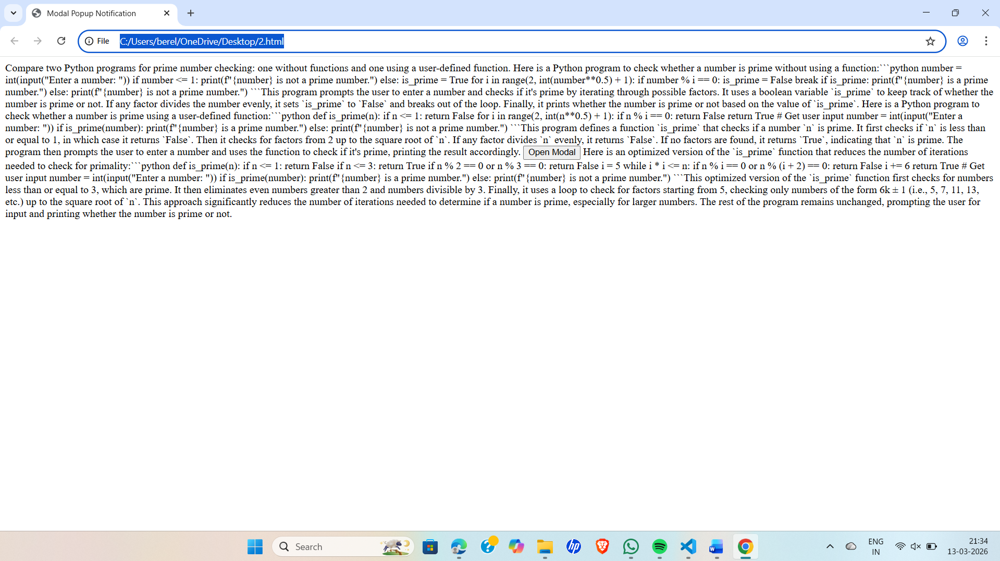 Modal Popup Notification
File
C:/Users/berel/OneDrive/Desktop/2.html
Compare two Python programs for prime number checking: one without functions and one using a user-defined function. Here is a Python program to check whether a number is prime without using a function:```python number =
int(input("Enter a number: ")) if number <= 1: print(f"{number} is not a prime number.") else: is_prime = True for i in range(2, int(number**0.5) + 1): if number % i == 0: is_prime = False break if is_prime: print(f"{number} is a prime
number.") else: print(f"{number} is not a prime number.") ```This program prompts the user to enter a number and checks if it's prime by iterating through possible factors. It uses a boolean variable `is_prime` to keep track of whether the
number is prime or not. If any factor divides the number evenly, it sets `is_prime` to `False` and breaks out of the loop. Finally, it prints whether the number is prime or not based on the value of `is_prime`. Here is a Python program to
check whether a number is prime using a user-defined function:```python def is_prime(n): if n <= 1: return False for i in range(2, int(n**0.5) + 1): if n % i == 0: return False return True # Get user input number = int(input("Enter a
number: ")) if is_prime(number): print(f"{number} is a prime number.") else: print(f"{number} is not a prime number.") ```This program defines a function `is_prime` that checks if a number `n` is prime. It first checks if `n` is less than
or equal to 1, in which case it returns `False`. Then it checks for factors from 2 up to the square root of `n`. If any factor divides `n` evenly, it returns `False`. If no factors are found, it returns `True`, indicating that `n` is prime. The
program then prompts the user to enter a number and uses the function to check if it's prime, printing the result accordingly. Open Modal Here is an optimized version of the `is_prime` function that reduces the number of iterations
needed to check for primality:```python def is_prime(n): if n <= 1: return False if n <= 3: return True if n % 2 == 0 or n % 3 == 0: return False i = 5 while i * i <= n: if n % i == 0 or n % (i + 2) == 0: return False i += 6 return True # Get
user input number = int(input("Enter a number: ")) if is_prime(number): print(f"{number} is a prime number.") else: print(f"{number} is not a prime number.") ```This optimized version of the `is_prime` function first checks for numbers
less than or equal to 3, which are prime. It then eliminates even numbers greater than 2 and numbers divisible by 3. Finally, it uses a loop to check for factors starting from 5, checking only numbers of the form 6k ± 1 (i.e., 5, 7, 11, 13,
etc.) up to the square root of `n`. This approach significantly reduces the number of iterations needed to determine if a number is prime, especially for larger numbers. The rest of the program remains unchanged, prompting the user for
input and printing whether the number is prime or not.
Search
hp
W
ENG
IN
21:34
13-03-2026